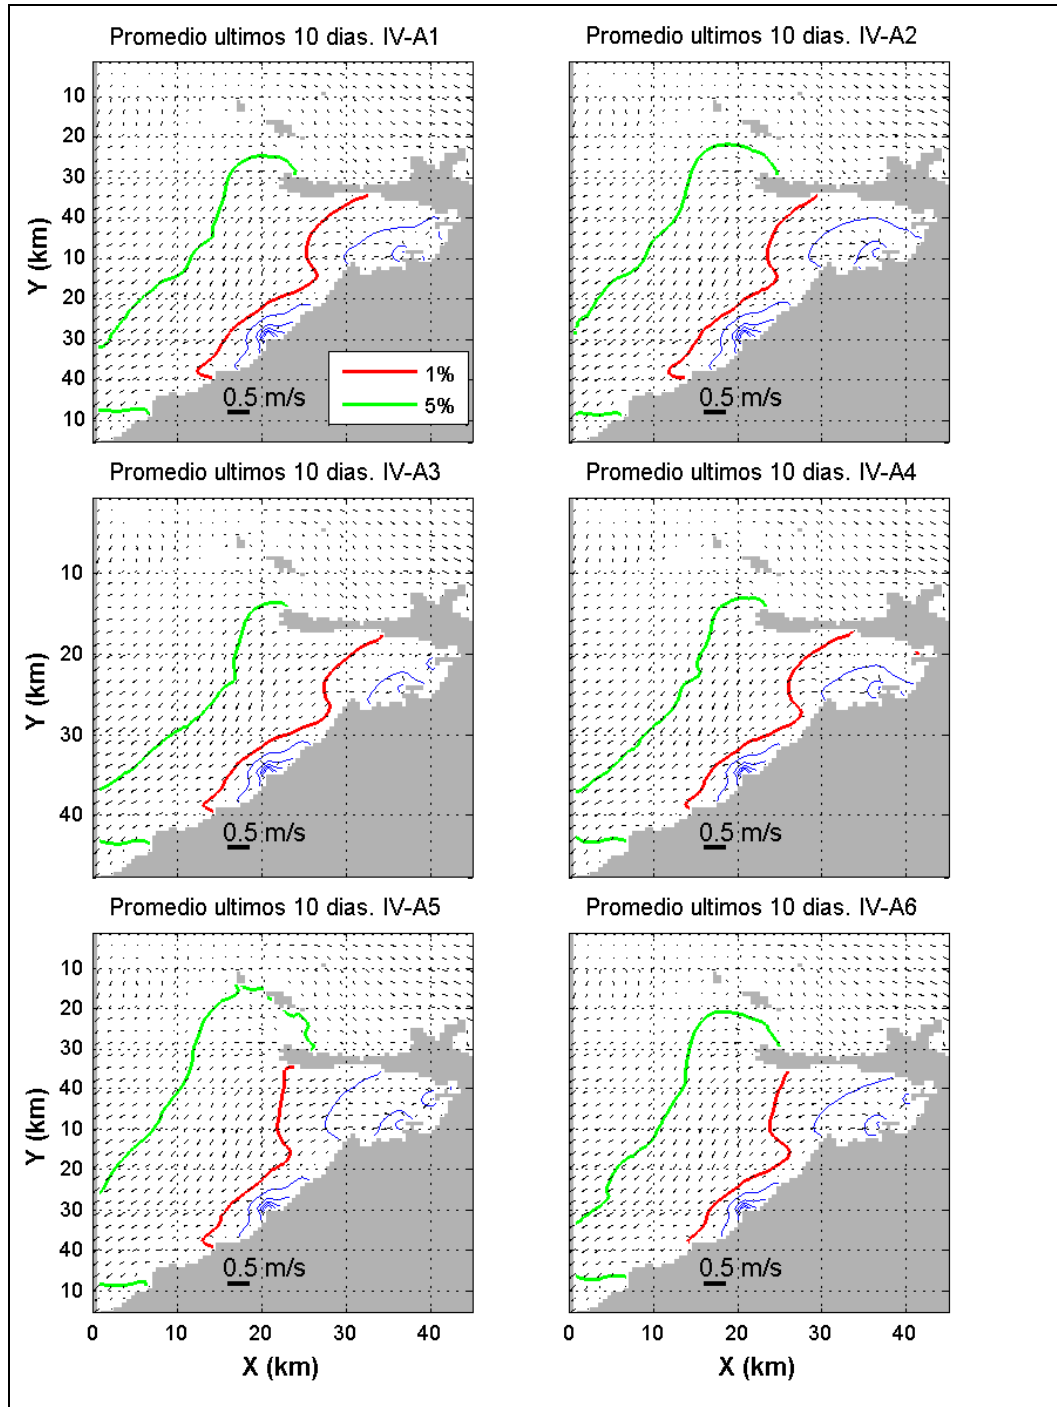 Promedio ultimos 10 dias. IV-A1
Promedio ultimos 10 dias. IV-A2
10
20
30
40
10
20
30
40
10
Y (km)
1%
5%
0.5 m/s
0.5 m/s
Promedio ultimos 10 dias. IV-A3
Promedio ultimos 10 dias. IV-A4
10
20
30
40
Y (km)
0.5 m/s
0.5 m/s
Promedio ultimos 10 dias. IV-A5
Promedio ultimos 10 dias. IV-A6
10
20
30
40
10
20
30
40
10
Y (km)
0.5 m/s
0.5 m/s
0 10 20 30 40
0 10 20 30 40
X (km)
X (km)